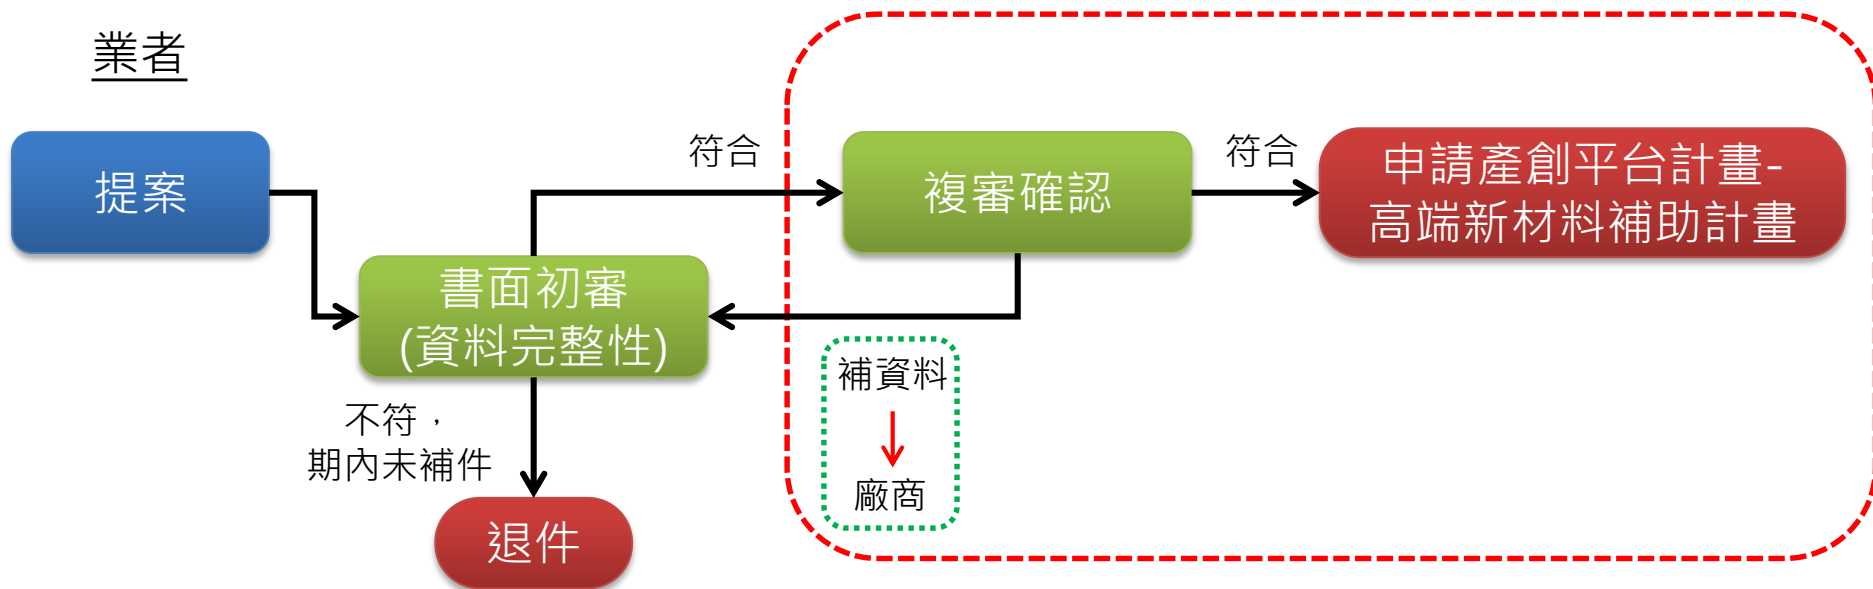 業者
提案
書面初審
(資料完整性)
符合
複審確認
符合
申請產創平台計畫-
高端新材料補助計畫
補資料
廠商
不符，
期內未補件
退件